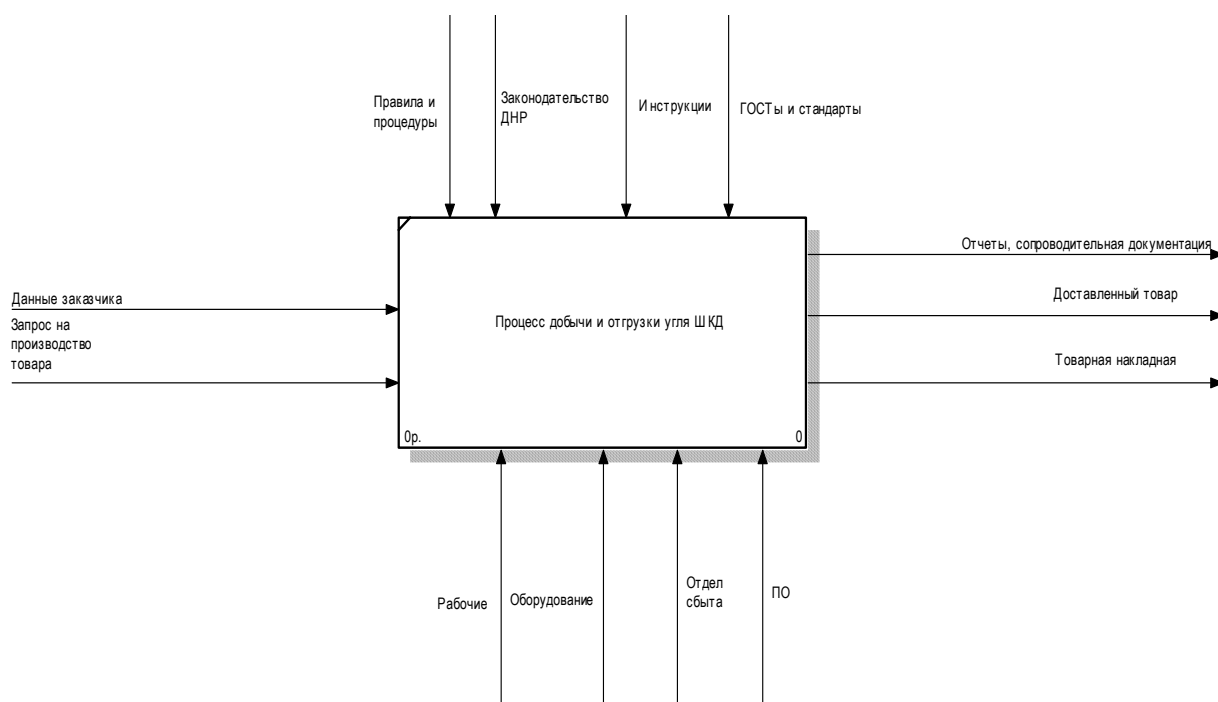 Правила и
процедуры
Законодательство
ДНР
Инструкции
ГОСТы и стандарты
Отчеты, сопроводительная документация
Данные заказчика
Доставленный товар
Запрос на
производство
товара
Процесс добычи и отгрузки угля ШКД
Товарная накладная
0р.
0
Рабочие
Оборудование
Отдел
сбыта
ПО